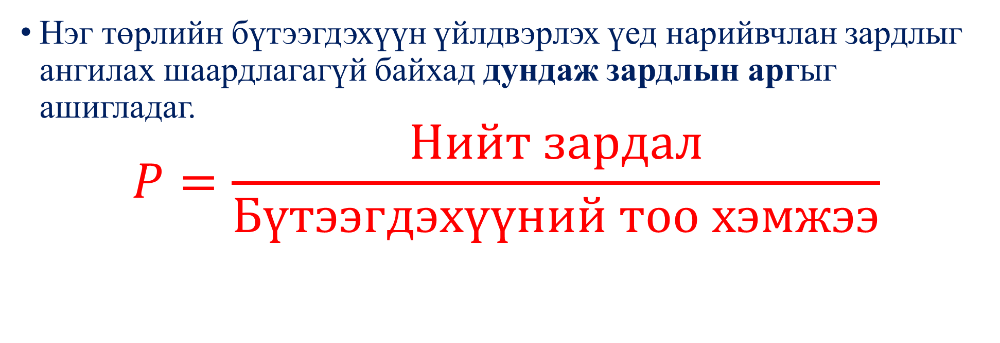 • Нэг төрлийн бүтээгдэхүүн үйлдвэрлэх үед нарийвчлан зардлыг
ангилах шаардлагагүй байхад дундаж зардлын аргыг
ашигладаг.
Нийт зардал
P =
Бүтээгдэхүүний тоо хэмжээ